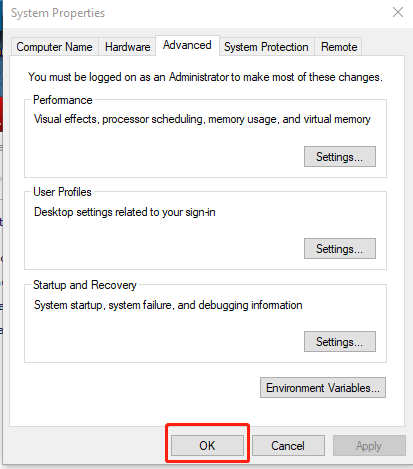 System Properties
Computer Name Hardware Advanced System Protection Remote
You must be logged on as an Administrator to make most of these changes.
Performance
Visual effects, processor scheduling, memory usage, and virtual memory
Settings...
User Profiles
Desktop settings related to your sign-in
Settings...
Startup and Recovery
System startup, system failure, and debugging information
Settings...
Environment Variables...
OK Cancel Apply